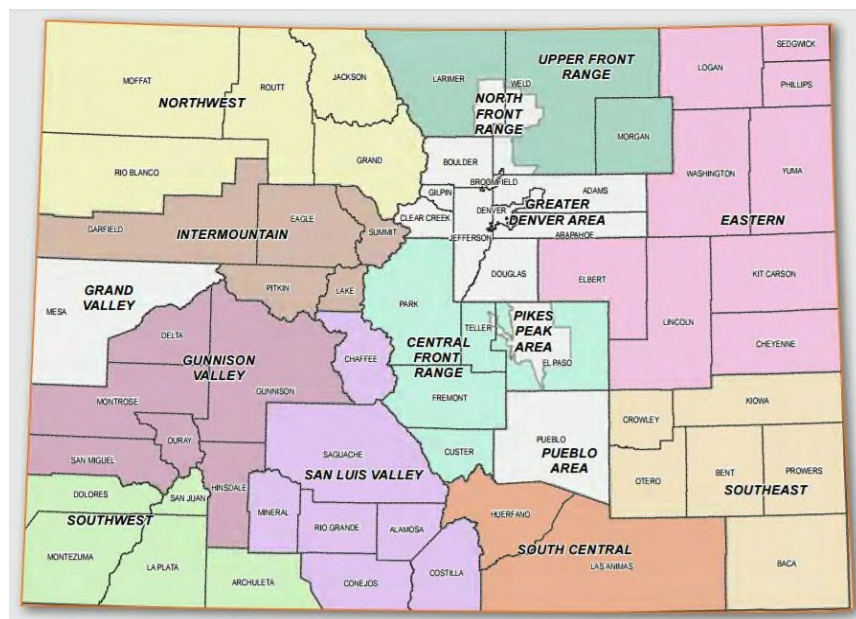 SEDGWICK
UPPER FRONT
RANGE
LOGAN
JACKSON
MOFFAT
LARIMER
WELD
PHILLIPS
ROUTT
NORTHWEST
NORTH
FRONT
RANGE
MORGAN
GRAND
BOULDER
RIO BLANCO
WASHINGTON
YUMA
BROOMFIELD
GILPIN
ADAMS
GREATER
DENVER AREA
DENVER
CLEAR CREEK
EAGLE
EASTERN
GARFIELD
INTERMOUNTAIN
SUMMIT
JEFFERSON
ARAPAHOE
DOUGLAS
ELBERT
KIT CARSON
GRAND
VALLEY
PITKIN
LAKE
PARK
MESA
PIKES
PEAK
AREA
LINCOLN
TELLER
DELTA
CENTRAL
FRONT
RANGE
CHEYENNE
CHAFFEE
GUNNISON
VALLEY
EL PASO
GUNNISON
FREMONT
MONTROSE
KIOWA
CROWLEY
OURAY
PUEBLO
PUEBLO
AREA
SAGUACHE
CUSTER
SAN MIGUEL
SAN LUIS VALLEY
BENT
PROWERS
OTERO
HINSDALE
SOUTHEAST
DOLORES
SAN JUAN
MINERAL
HUERFANO
SOUTHWEST
RIO GRANDE
ALAMOSA
SOUTH CENTRAL
MONTEZUMA
LA PLATA
LAS ANIMAS
BACA
COSTILLA
ARCHULETA
CONEJOS